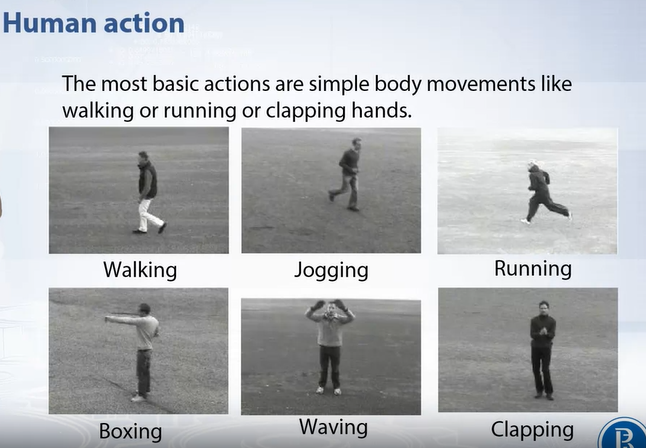 Human action
The most basic actions are simple body movements like
walking or running or clapping hands.
Walking
Jogging
Running
Boxing
Waving
Clapping